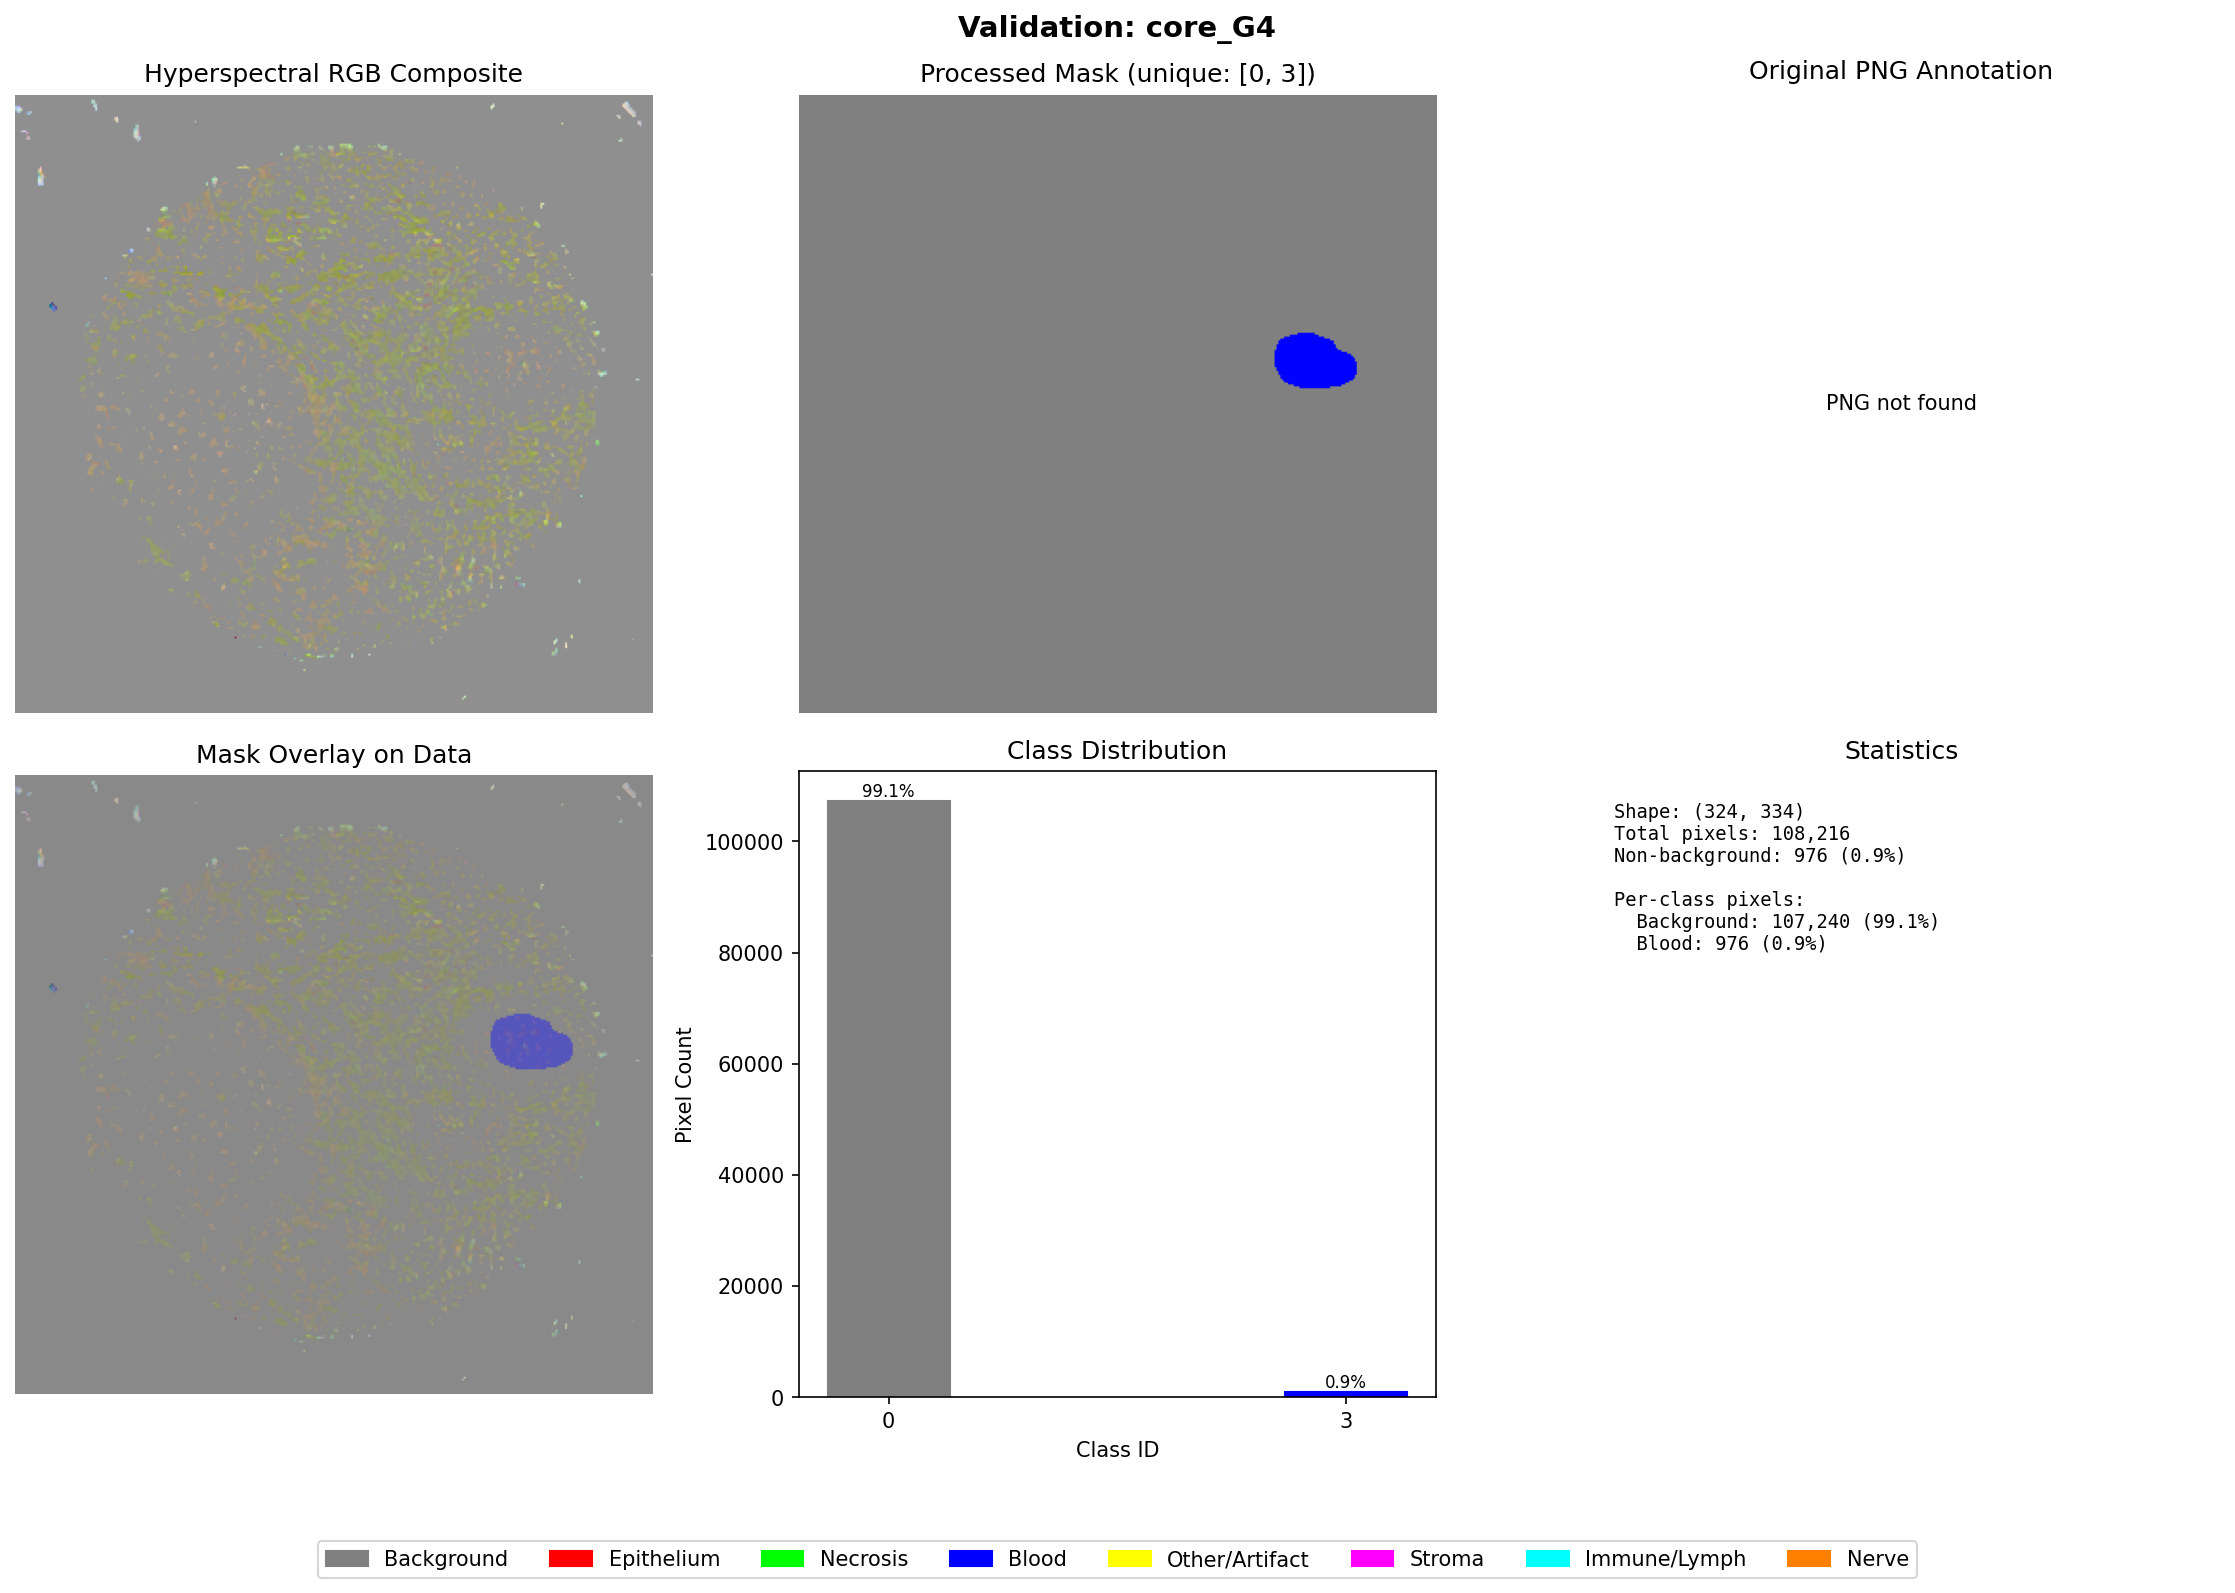 Validation: core_G4
Hyperspectral RGB Composite
Processed Mask (unique: [0, 3])
Original PNG Annotation
PNG not found
Mask Overlay on Data
Class Distribution
99.1%
100000
80000
60000
40000
20000
0
Pixel Count
0.9%
0
3
Class ID
Statistics
Shape: (324, 334)
Total pixels: 108,216
Non-background: 976 (0.9%)
Per-class pixels:
Background: 107,240 (99.1%)
Blood: 976 (0.9%)
Background
Epithelium
Necrosis
Blood
Other/Artifact
Stroma
Immune/Lymph
Nerve